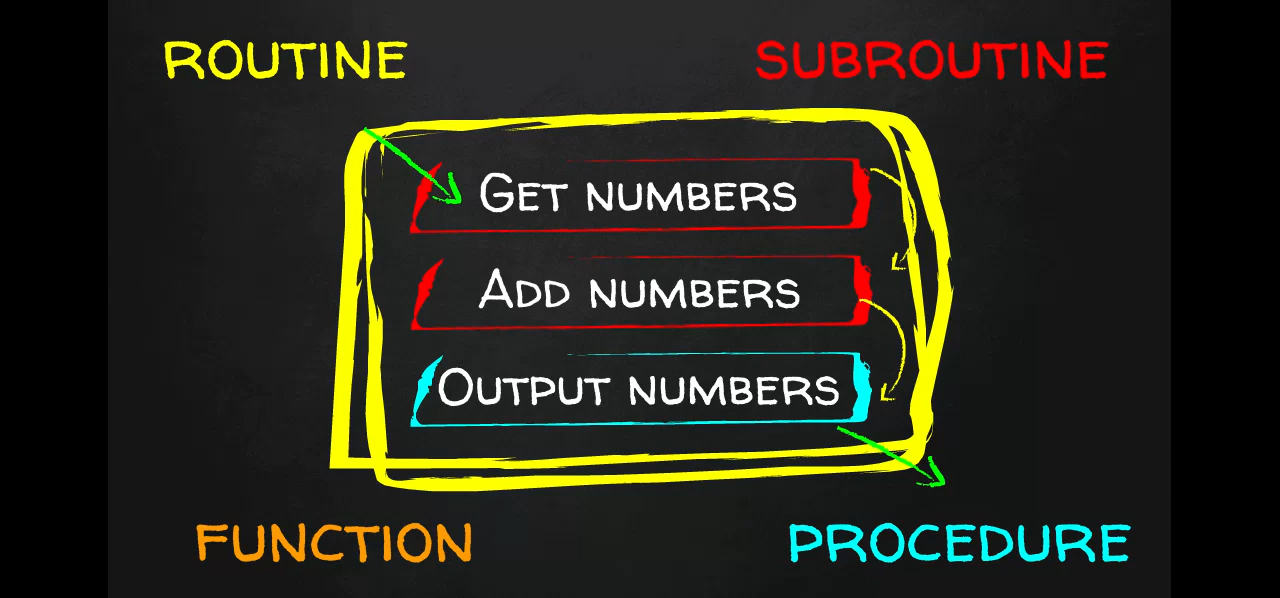 ROUTINE
SUBROUTINE
GET NUMBERS
ADD NUMBERS
OUTPUT NUMBERS
FUNCTION
PROCEDURE